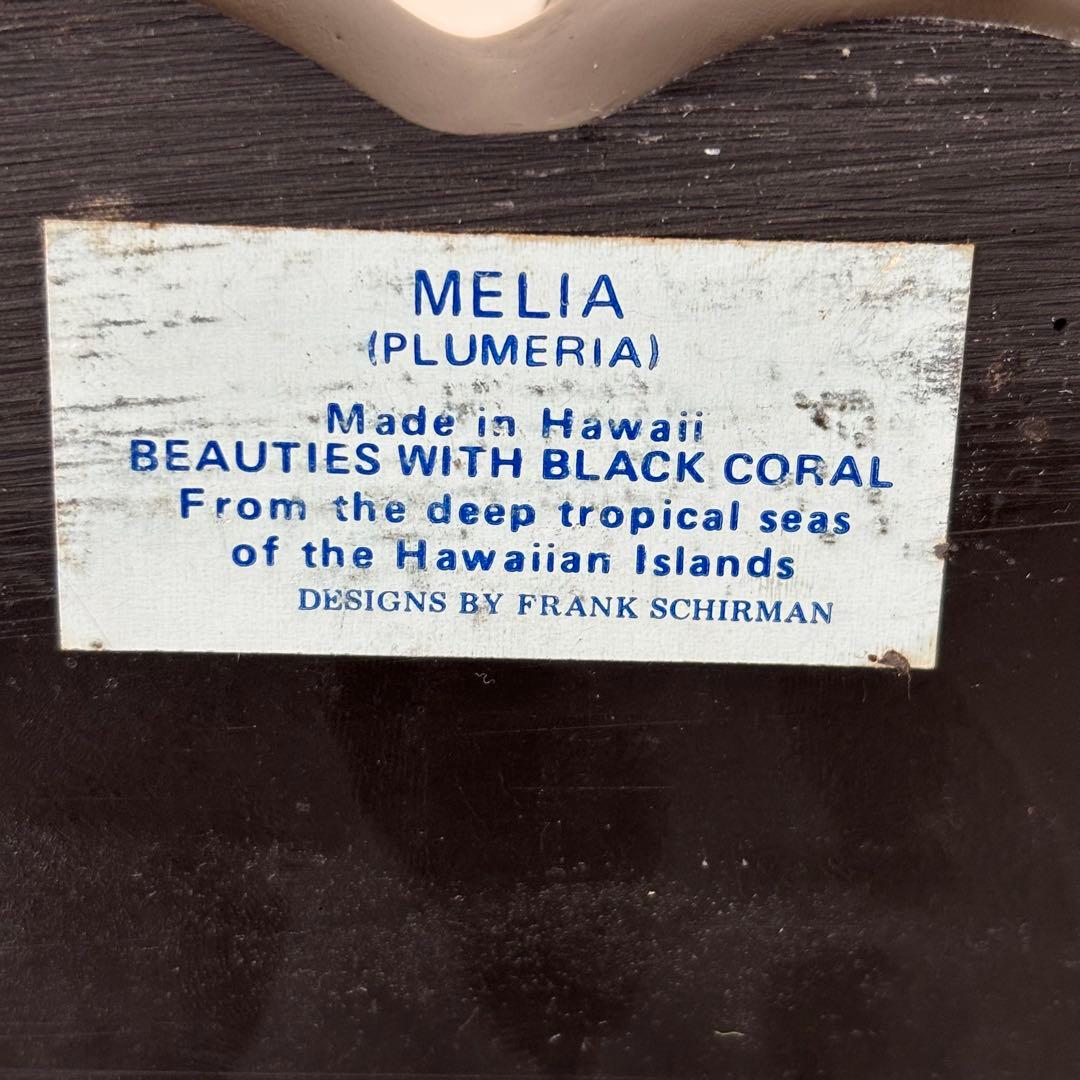 MELIA
(PLUMERIA)
Made in Hawaii
BEAUTIES WITH BLACK CORAL
From the deep tropical seas
of the Hawaiian Islands
DESIGNS BY FRANK SCHIRMAN